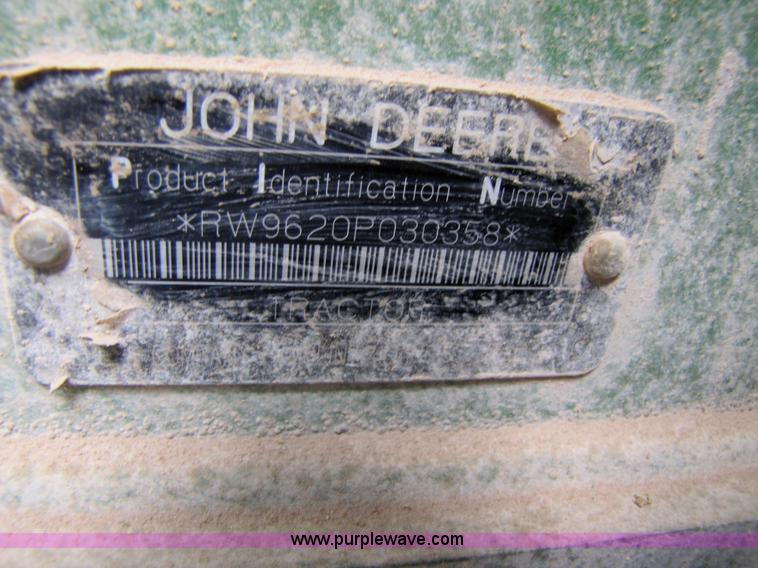 JOHN DEERE
Product Identification Number
*RW9620P030358*
TRACTOR
www.purplewave.com